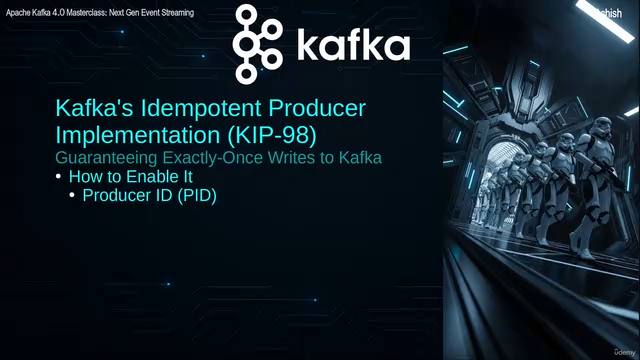 Apache Kafka 4.0 Masterclass: Next Gen Event Streaming
kafka
Kafka's Idempotent Producer
Implementation (KIP-98)
Guaranteeing Exactly-Once Writes to Kafka
• How to Enable It
• Producer ID (PID)
ûdemy